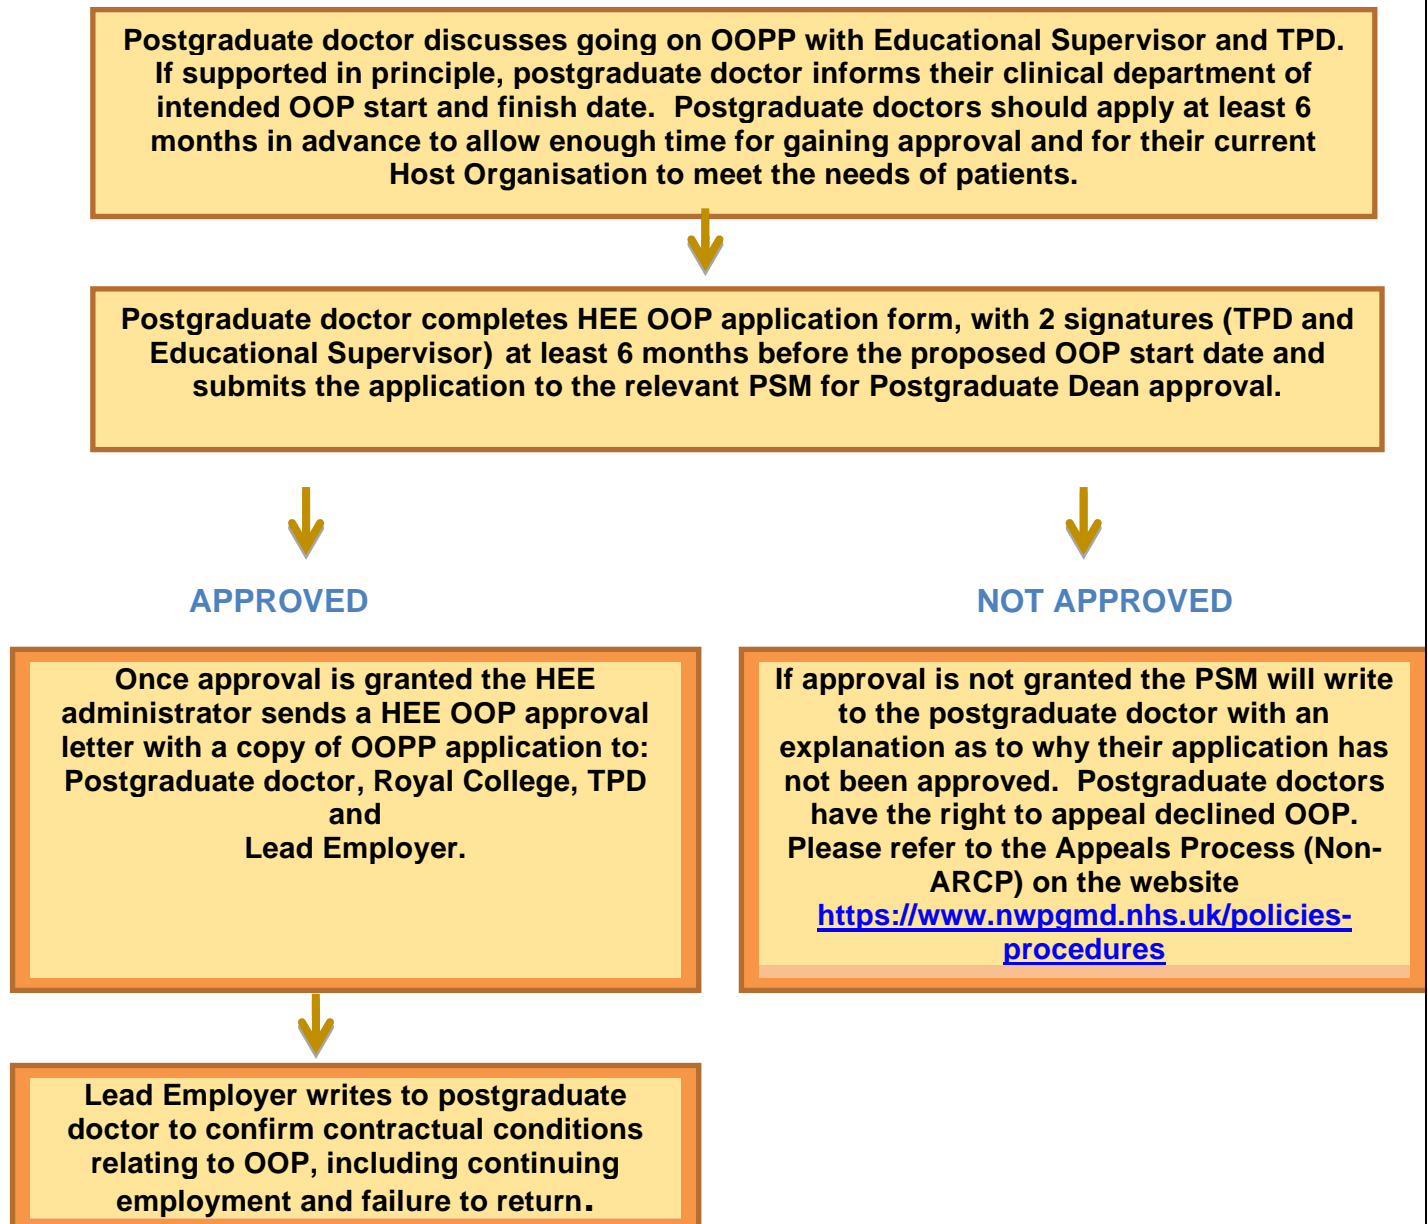 Postgraduate doctor discusses going on OOPP with Educational Supervisor and TPD.
If supported in principle, postgraduate doctor informs their clinical department of
intended OOP start and finish date.  Postgraduate doctors should apply at least 6
months in advance to allow enough time for gaining approval and for their current
Host Organisation to meet the needs of patients.
Postgraduate doctor completes HEE OOP application form, with 2 signatures (TPD and
Educational Supervisor) at least 6 months before the proposed OOP start date and
submits the application to the relevant PSM for Postgraduate Dean approval.
APPROVED
Once approval is granted the HEE
administrator sends a HEE OOP approval
letter with a copy of OOPP application to:
Postgraduate doctor, Royal College, TPD
and
Lead Employer.
Lead Employer writes to postgraduate
doctor to confirm contractual conditions
relating to OOP, including continuing
employment and failure to return.
NOT APPROVED
If approval is not granted the PSM will write
to the postgraduate doctor with an
explanation as to why their application has
not been approved.  Postgraduate doctors
have the right to appeal declined OOP.
Please refer to the Appeals Process (Non-
ARCP) on the website
https://www.nwpgmd.nhs.uk/policies-
procedures